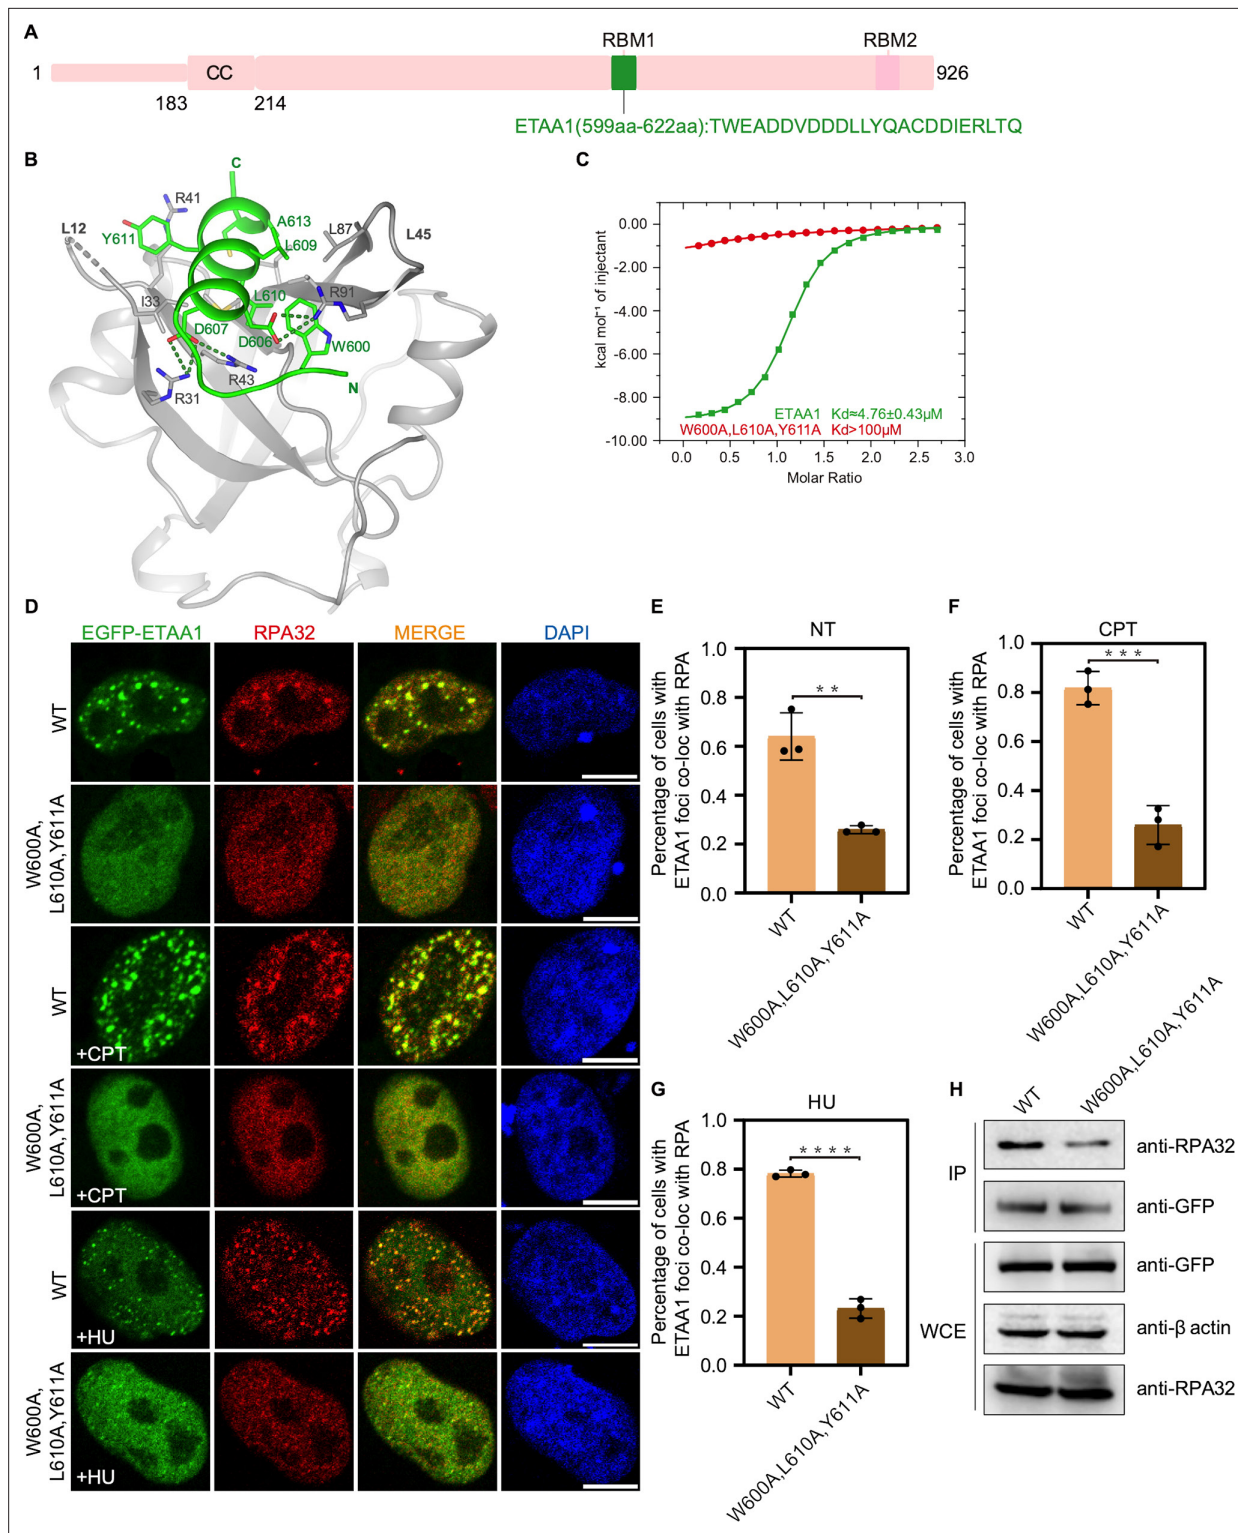 A
RBM1
RBM2
1
CC
926
183
214
ETAA1(599aa-622aa):TWEADDVDDDLLYQACDDIERLTQ
B
C
R41
L12
Y611
A613
L609
L87
L45
I33
L610
R91
D607
D606
W600
R43
R31
N
C
0.00
-2.00
-4.00
-6.00
-8.00
-10.00
kcal mol⁻¹ of injectant
ETAA1 Kd≈4.76±0.43μM
W600A,L610A,Y611A Kd>100μM
0.0 0.5 1.0 1.5 2.0 2.5 3.0
Molar Ratio
D
EGFP-ETAA1 RPA32 MERGE DAPI
WT
W600A,
L610A,Y611A
WT
+CPT
W600A,
L610A,Y611A
+CPT
WT
+HU
W600A,
L610A,Y611A
+HU
E
NT
Percentage of cells with
ETAA1 foci co-loc with RPA
1.0
0.8
0.6
0.4
0.2
0.0
**
WT
W600A,L610A,Y611A
F
CPT
Percentage of cells with
ETAA1 foci co-loc with RPA
1.0
0.8
0.6
0.4
0.2
0.0
***
WT
W600A,L610A,Y611A
G
HU
Percentage of cells with
ETAA1 foci co-loc with RPA
1.0
0.8
0.6
0.4
0.2
0.0
****
WT
W600A,L610A,Y611A
H
WT
W600A,L610A,Y611A
IP
anti-RPA32
anti-GFP
WCE
anti-GFP
anti-β actin
anti-RPA32